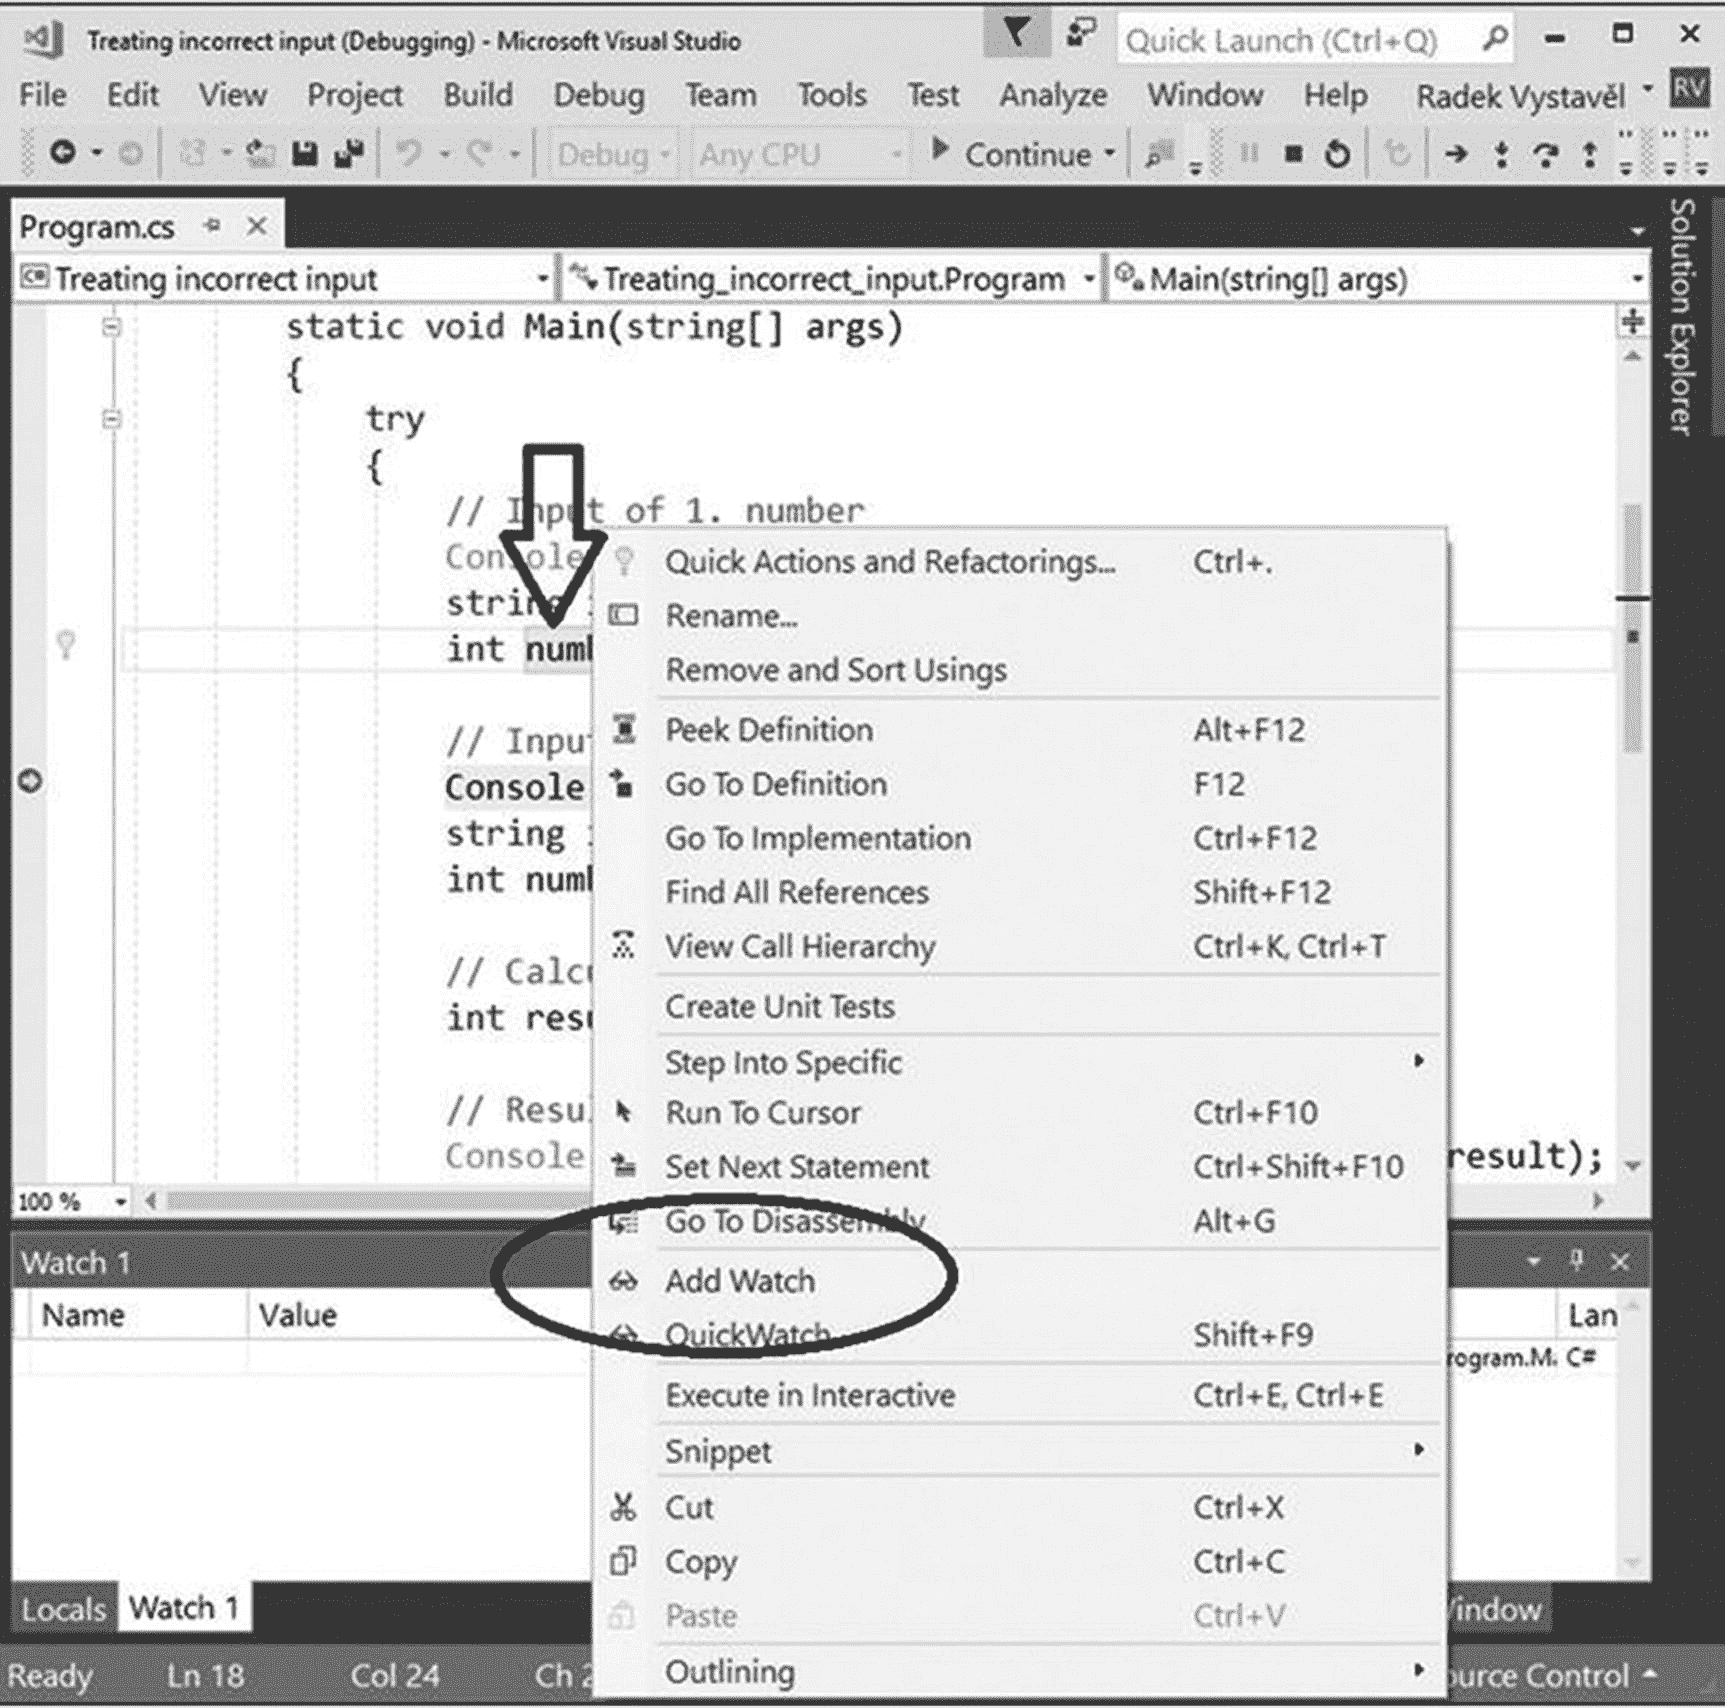 Treating incorrect input (Debugging) - Microsoft Visual Studio
Quick Launch (Ctrl+Q)
File Edit View Project Build Debug Team Tools Test Analyze Window Help Radek Vystavěl RV
Debug Any CPU Continue
Program.cs
Solution Explorer
C# Treating incorrect input Treating_incorrect_input.Program Main(string[] args)
static void Main(string[] args)
{
try
{
// Input of 1. number
Console
string
int numb
// Inpu
Console
string
int num
// Calc
int res
// Resu
Console result);
Quick Actions and Refactorings... Ctrl+.
Rename...
Remove and Sort Usings
Peek Definition Alt+F12
Go To Definition F12
Go To Implementation Ctrl+F12
Find All References Shift+F12
View Call Hierarchy Ctrl+K, Ctrl+T
Create Unit Tests
Step Into Specific
Run To Cursor Ctrl+F10
Set Next Statement Ctrl+Shift+F10
Go To Disassembly Alt+G
Add Watch
QuickWatch Shift+F9
Execute in Interactive Ctrl+E, Ctrl+E
Snippet
Cut Ctrl+X
Copy Ctrl+C
Paste Ctrl+V
Outlining
100 %
Watch 1
Name Value Lan
rogram.M. C#
Locals Watch 1 indow
Ready Ln 18 Col 24 Ch 2 ource Control